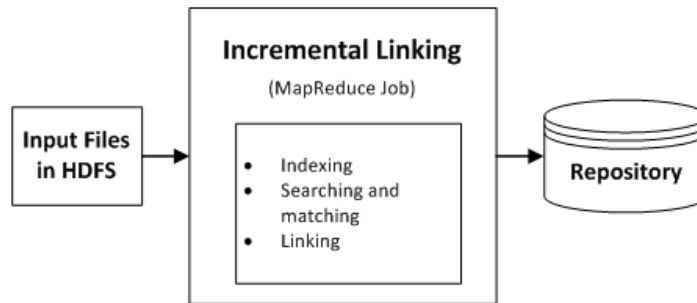 Incremental Linking
(MapReduce Job)
Input Files
in HDFS
• Indexing
• Searching and
matching
• Linking
Repository